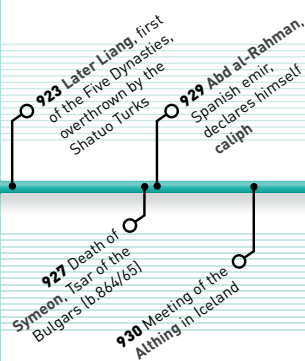 923 Later Liang, first
of the Five Dynasties,
overthrown by the
Shatuo Turks
929 Abd al-Rahman,
Spanish emir,
declares himself
caliph
927 Death of
Symeon, Tsar of the
Bulgars (b.864/65)
930 Meeting of the
Althing in Iceland